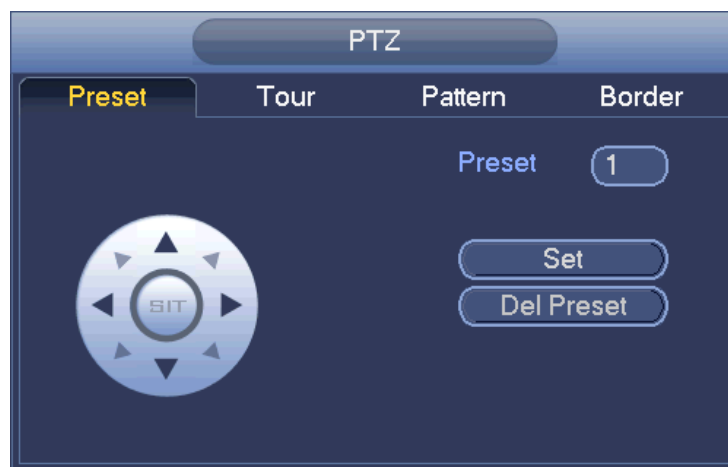 PTZ
Preset Tour Pattern Border
Preset 1
SIT
Set
Del Preset